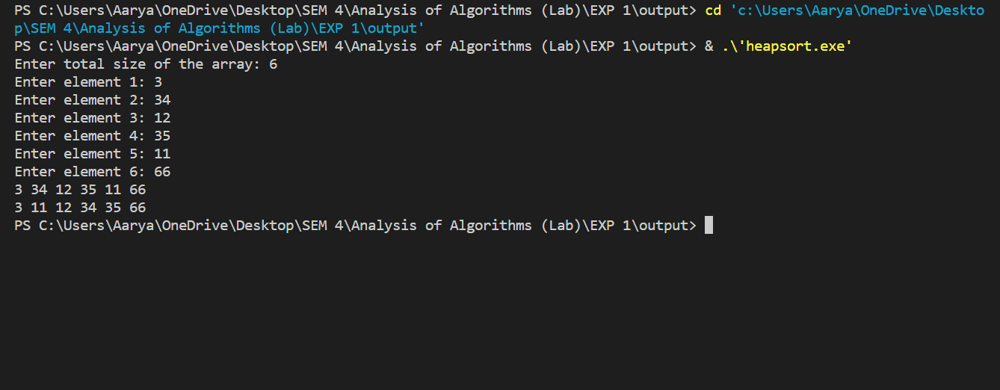 PS C:\Users\Aarya\OneDrive\Desktop\SEM 4\Analysis of Algorithms (Lab)\EXP 1\output> cd 'c:\Users\Aarya\OneDrive\Deskto
p\SEM 4\Analysis of Algorithms (Lab)\EXP 1\output'
PS C:\Users\Aarya\OneDrive\Desktop\SEM 4\Analysis of Algorithms (Lab)\EXP 1\output> & .\'heapsort.exe'
Enter total size of the array: 6
Enter element 1: 3
Enter element 2: 34
Enter element 3: 12
Enter element 4: 35
Enter element 5: 11
Enter element 6: 66
3 34 12 35 11 66
3 11 12 34 35 66
PS C:\Users\Aarya\OneDrive\Desktop\SEM 4\Analysis of Algorithms (Lab)\EXP 1\output>